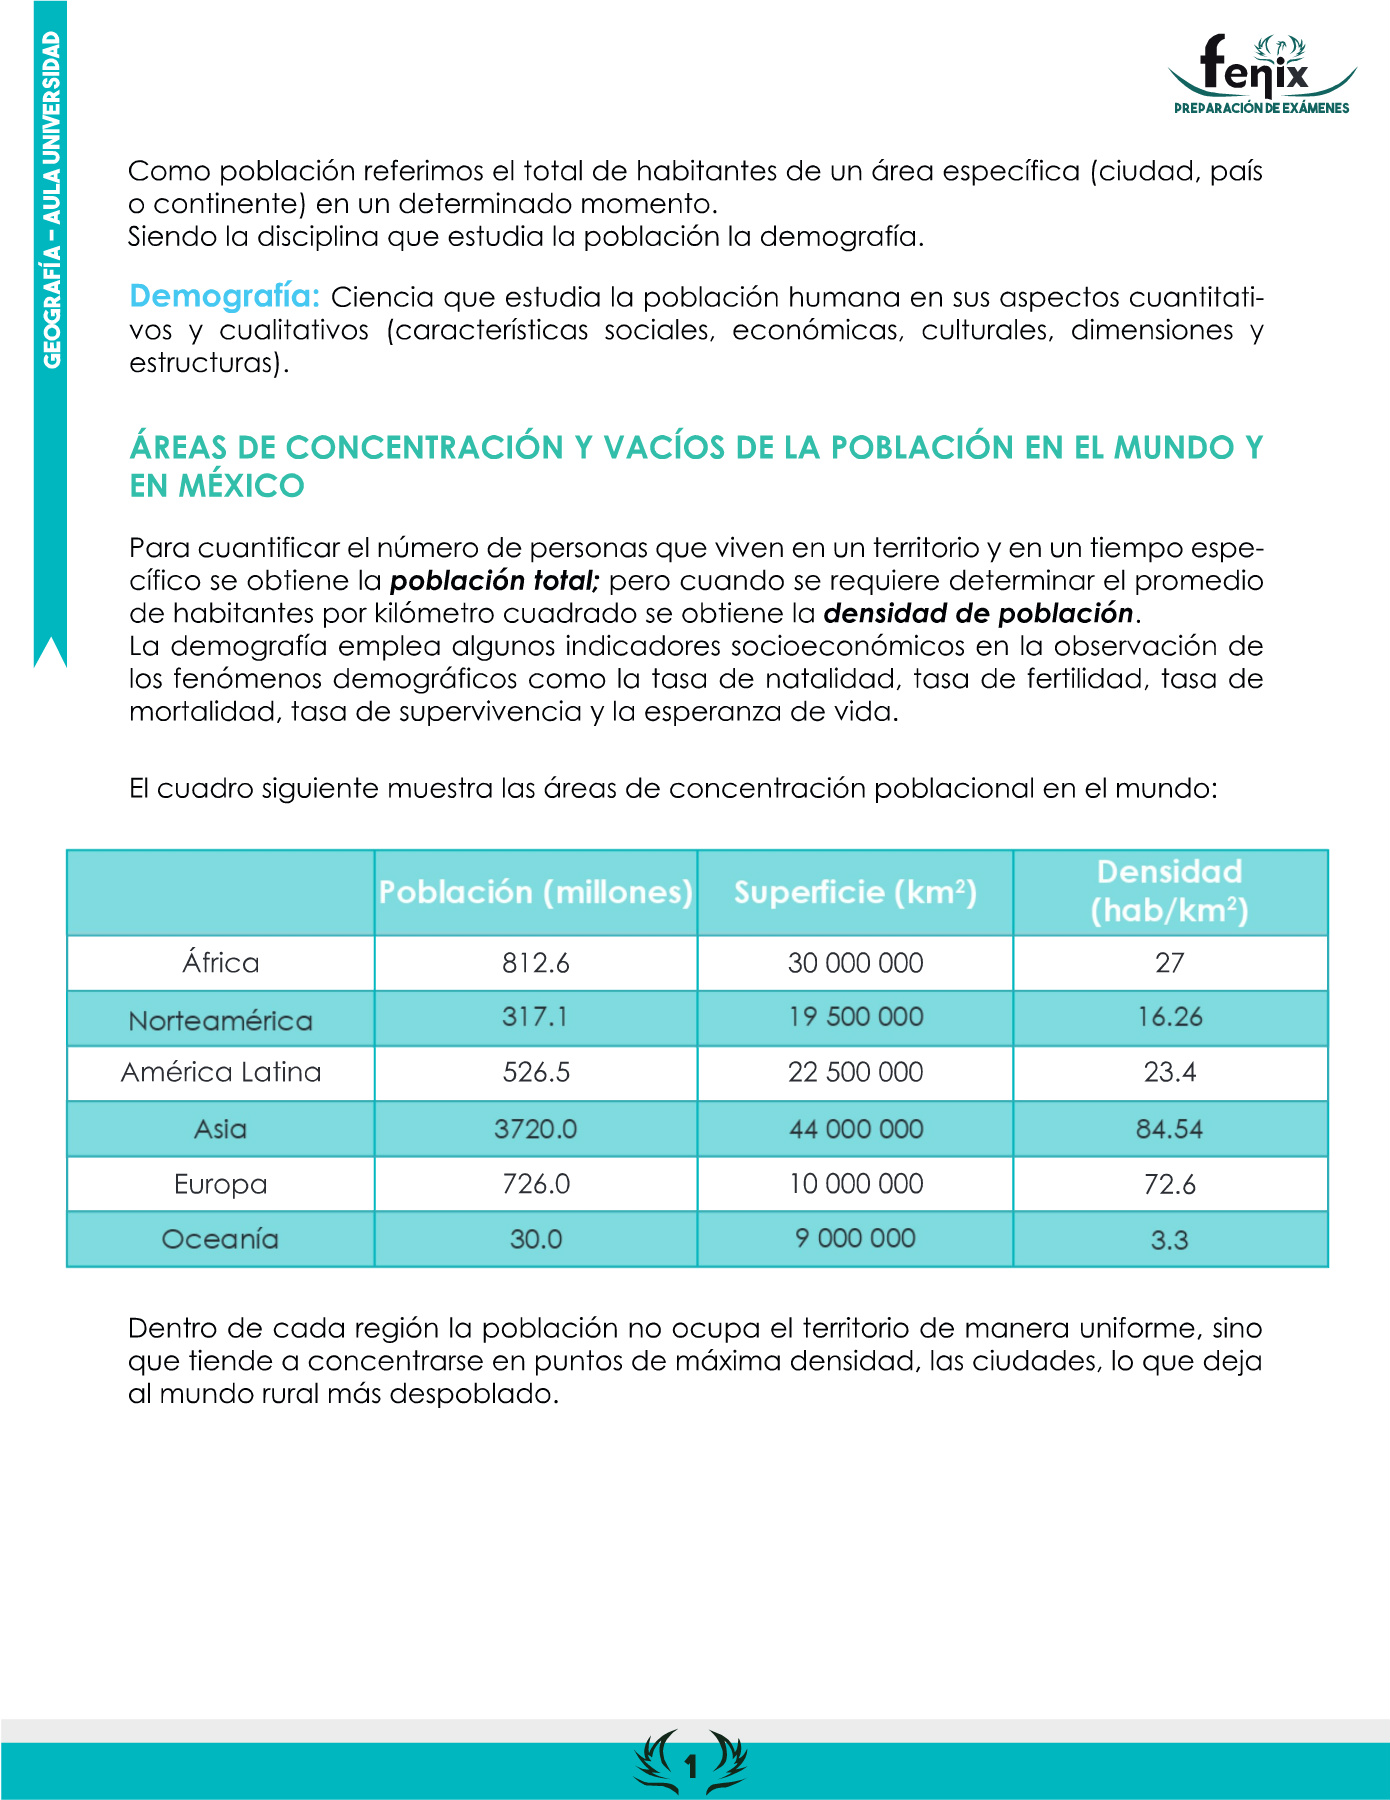 GEOGRAFÍA – AULA UNIVERSIDAD
fenix
PREPARACIÓN DE EXÁMENES
Como población referimos el total de habitantes de un área específica (ciudad, país
o continente) en un determinado momento.
Siendo la disciplina que estudia la población la demografía.
Demografía: Ciencia que estudia la población humana en sus aspectos cuantitati-
vos y cualitativos (características sociales, económicas, culturales, dimensiones y
estructuras).
ÁREAS DE CONCENTRACIÓN Y VACÍOS DE LA POBLACIÓN EN EL MUNDO Y
EN MÉXICO
Para cuantificar el número de personas que viven en un territorio y en un tiempo espe-
cífico se obtiene la población total; pero cuando se requiere determinar el promedio
de habitantes por kilómetro cuadrado se obtiene la densidad de población.
La demografía emplea algunos indicadores socioeconómicos en la observación de
los fenómenos demográficos como la tasa de natalidad, tasa de fertilidad, tasa de
mortalidad, tasa de supervivencia y la esperanza de vida.
El cuadro siguiente muestra las áreas de concentración poblacional en el mundo:
Población (millones) Superficie (km²) Densidad
(hab/km²)
África 812.6 30 000 000 27
Norteamérica 317.1 19 500 000 16.26
América Latina 526.5 22 500 000 23.4
Asia 3720.0 44 000 000 84.54
Europa 726.0 10 000 000 72.6
Oceanía 30.0 9 000 000 3.3
Dentro de cada región la población no ocupa el territorio de manera uniforme, sino
que tiende a concentrarse en puntos de máxima densidad, las ciudades, lo que deja
al mundo rural más despoblado.
1